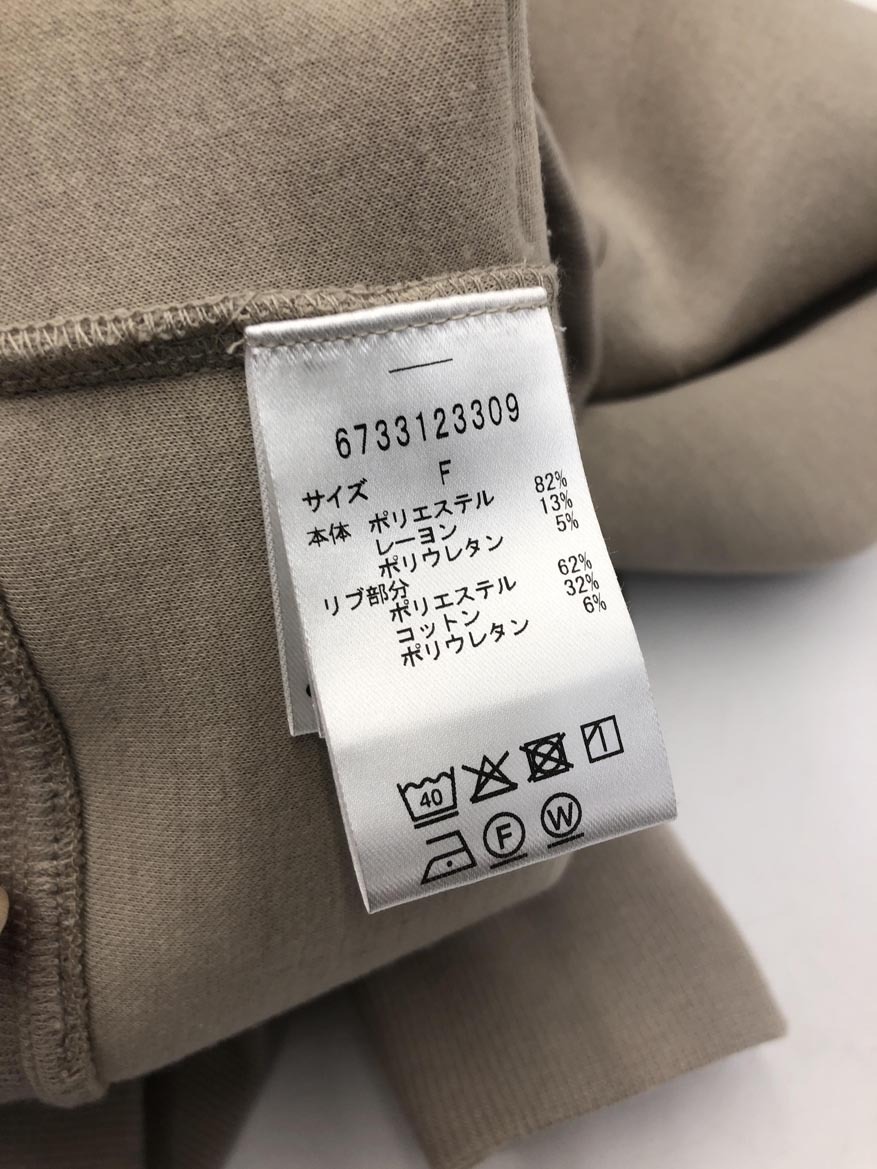 6733123309
サイズ F
本体 ポリエステル 82%
レーヨン 13%
ポリウレタン 5%
リブ部分
ポリエステル 62%
コットン 32%
ポリウレタン 6%
40
F W